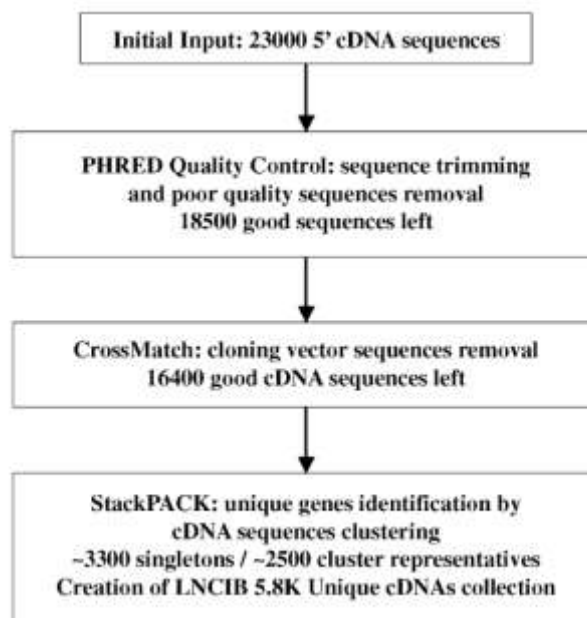 Initial Input: 23000 5' cDNA sequences
PHRED Quality Control: sequence trimming
and poor quality sequences removal
18500 good sequences left
CrossMatch: cloning vector sequences removal
16400 good cDNA sequences left
StackPACK: unique genes identification by
cDNA sequences clustering
~3300 singletons / ~2500 cluster representatives
Creation of LNCIB 5.8K Unique cDNAs collection